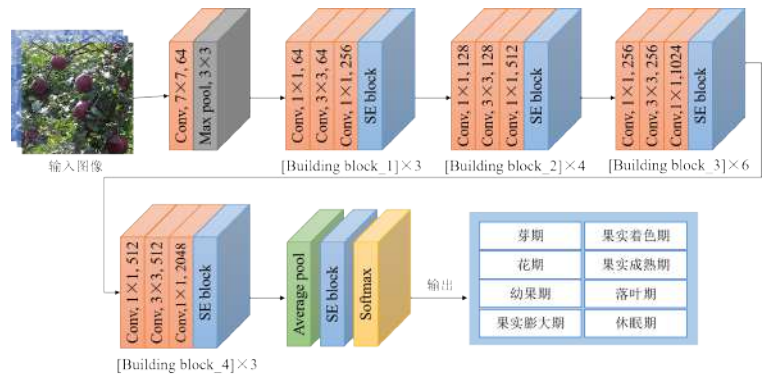 输入图像
Conv, 7×7, 64
Max pool, 3×3
Conv, 1×1, 64
Conv, 3×3, 64
Conv, 1×1, 256
SE block
[Building block_1]×3
Conv, 1×1, 128
Conv, 3×3, 128
Conv, 1×1, 512
SE block
[Building block_2]×4
Conv, 1×1, 256
Conv, 3×3, 256
Conv,1×1,1024
SE block
[Building block_3]×6
Conv, 1×1, 512
Conv, 3×3, 512
Conv, 1×1, 2048
SE block
[Building block_4]×3
Average pool
SE block
Softmax
输出
芽期
果实着色期
花期
果实成熟期
幼果期
落叶期
果实膨大期
休眠期